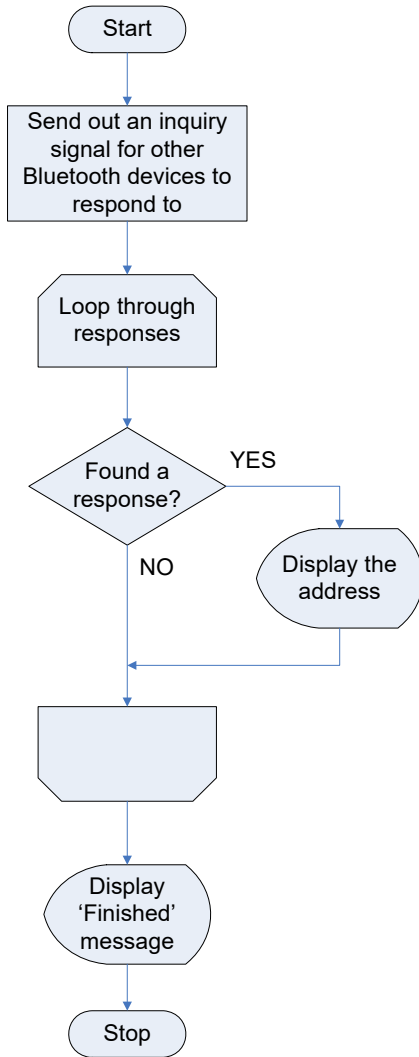 Start
Send out an inquiry
signal for other
Bluetooth devices to
respond to
Loop through
responses
Found a
response?
YES
NO
Display the
address
Display
‘Finished’
message
Stop